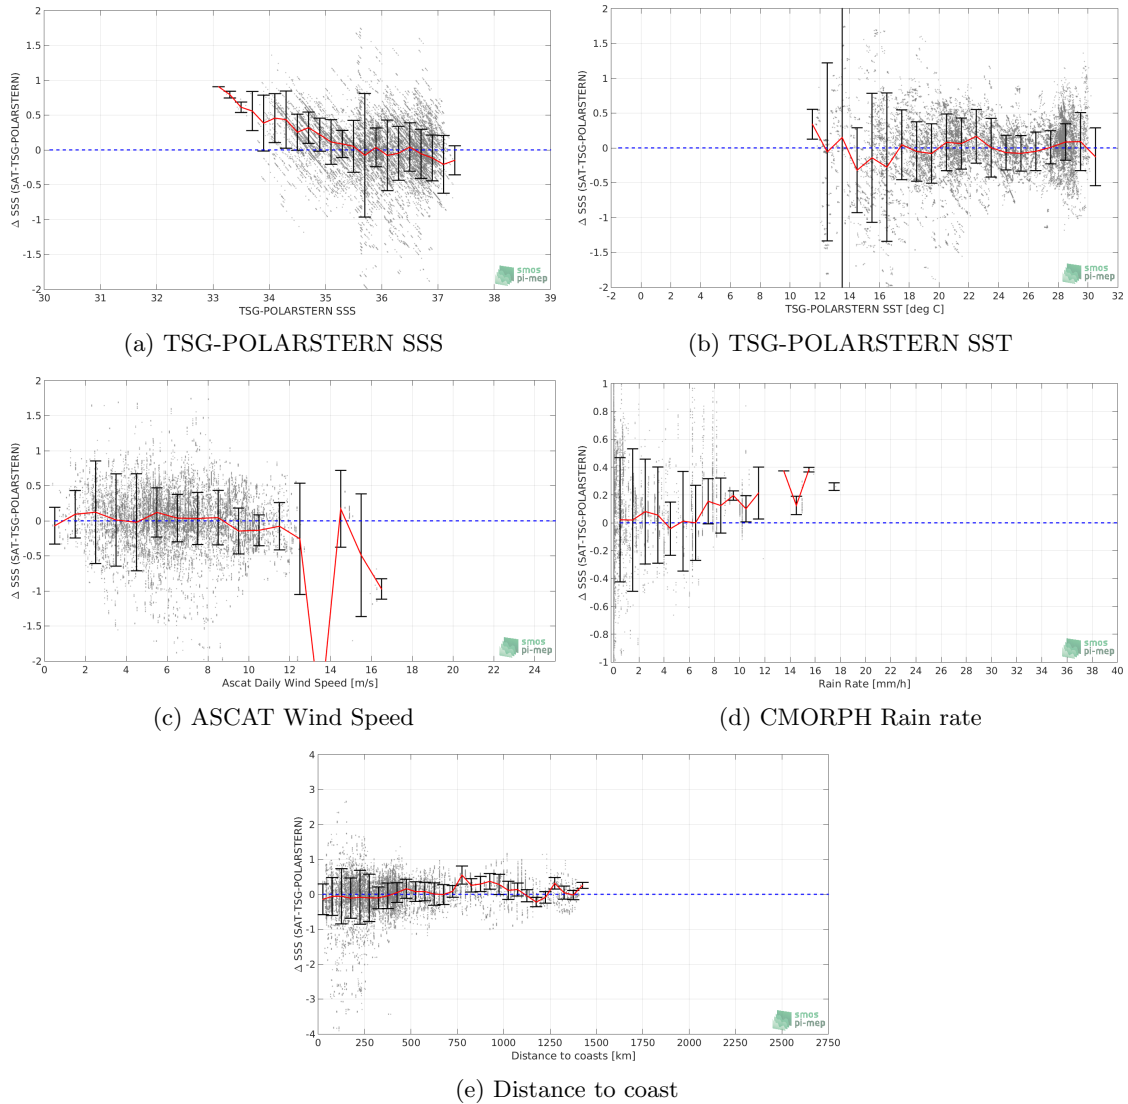 2
1.5
1
0.5
0
-0.5
-1
-1.5
-2
Δ SSS (SAT-TSG-POLARSTERN)
30 31 32 33 34 35 36 37 38 39
TSG-POLARSTERN SSS
smos
pi-mep
(a) TSG-POLARSTERN SSS
2
1.5
1
0.5
0
-0.5
-1
-1.5
-2
Δ SSS (SAT-TSG-POLARSTERN)
-2 0 2 4 6 8 10 12 14 16 18 20 22 24 26 28 30 32
TSG-POLARSTERN SST [deg C]
smos
pi-mep
(b) TSG-POLARSTERN SST
2
1.5
1
0.5
0
-0.5
-1
-1.5
-2
Δ SSS (SAT-TSG-POLARSTERN)
0 2 4 6 8 10 12 14 16 18 20 22 24
Ascat Daily Wind Speed [m/s]
smos
pi-mep
(c) ASCAT Wind Speed
1
0.8
0.6
0.4
0.2
0
-0.2
-0.4
-0.6
-0.8
-1
Δ SSS (SAT-TSG-POLARSTERN)
0 2 4 6 8 10 12 14 16 18 20 22 24 26 28 30 32 34 36 38 40
Rain Rate [mm/h]
smos
pi-mep
(d) CMORPH Rain rate
4
3
2
1
0
-1
-2
-3
-4
Δ SSS (SAT-TSG-POLARSTERN)
0 250 500 750 1000 1250 1500 1750 2000 2250 2500 2750
Distance to coasts [km]
smos
pi-mep
(e) Distance to coast